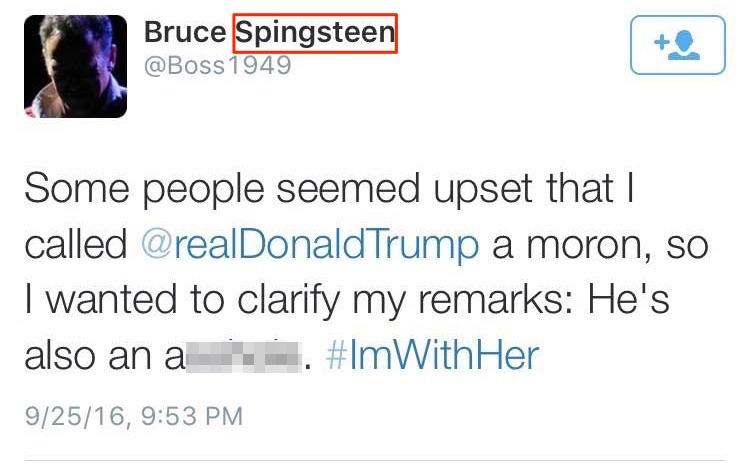 Bruce Spingsteen
@Boss1949
Some people seemed upset that I
called @realDonaldTrump a moron, so
I wanted to clarify my remarks: He's
also an a. #ImWithHer
9/25/16, 9:53 PM